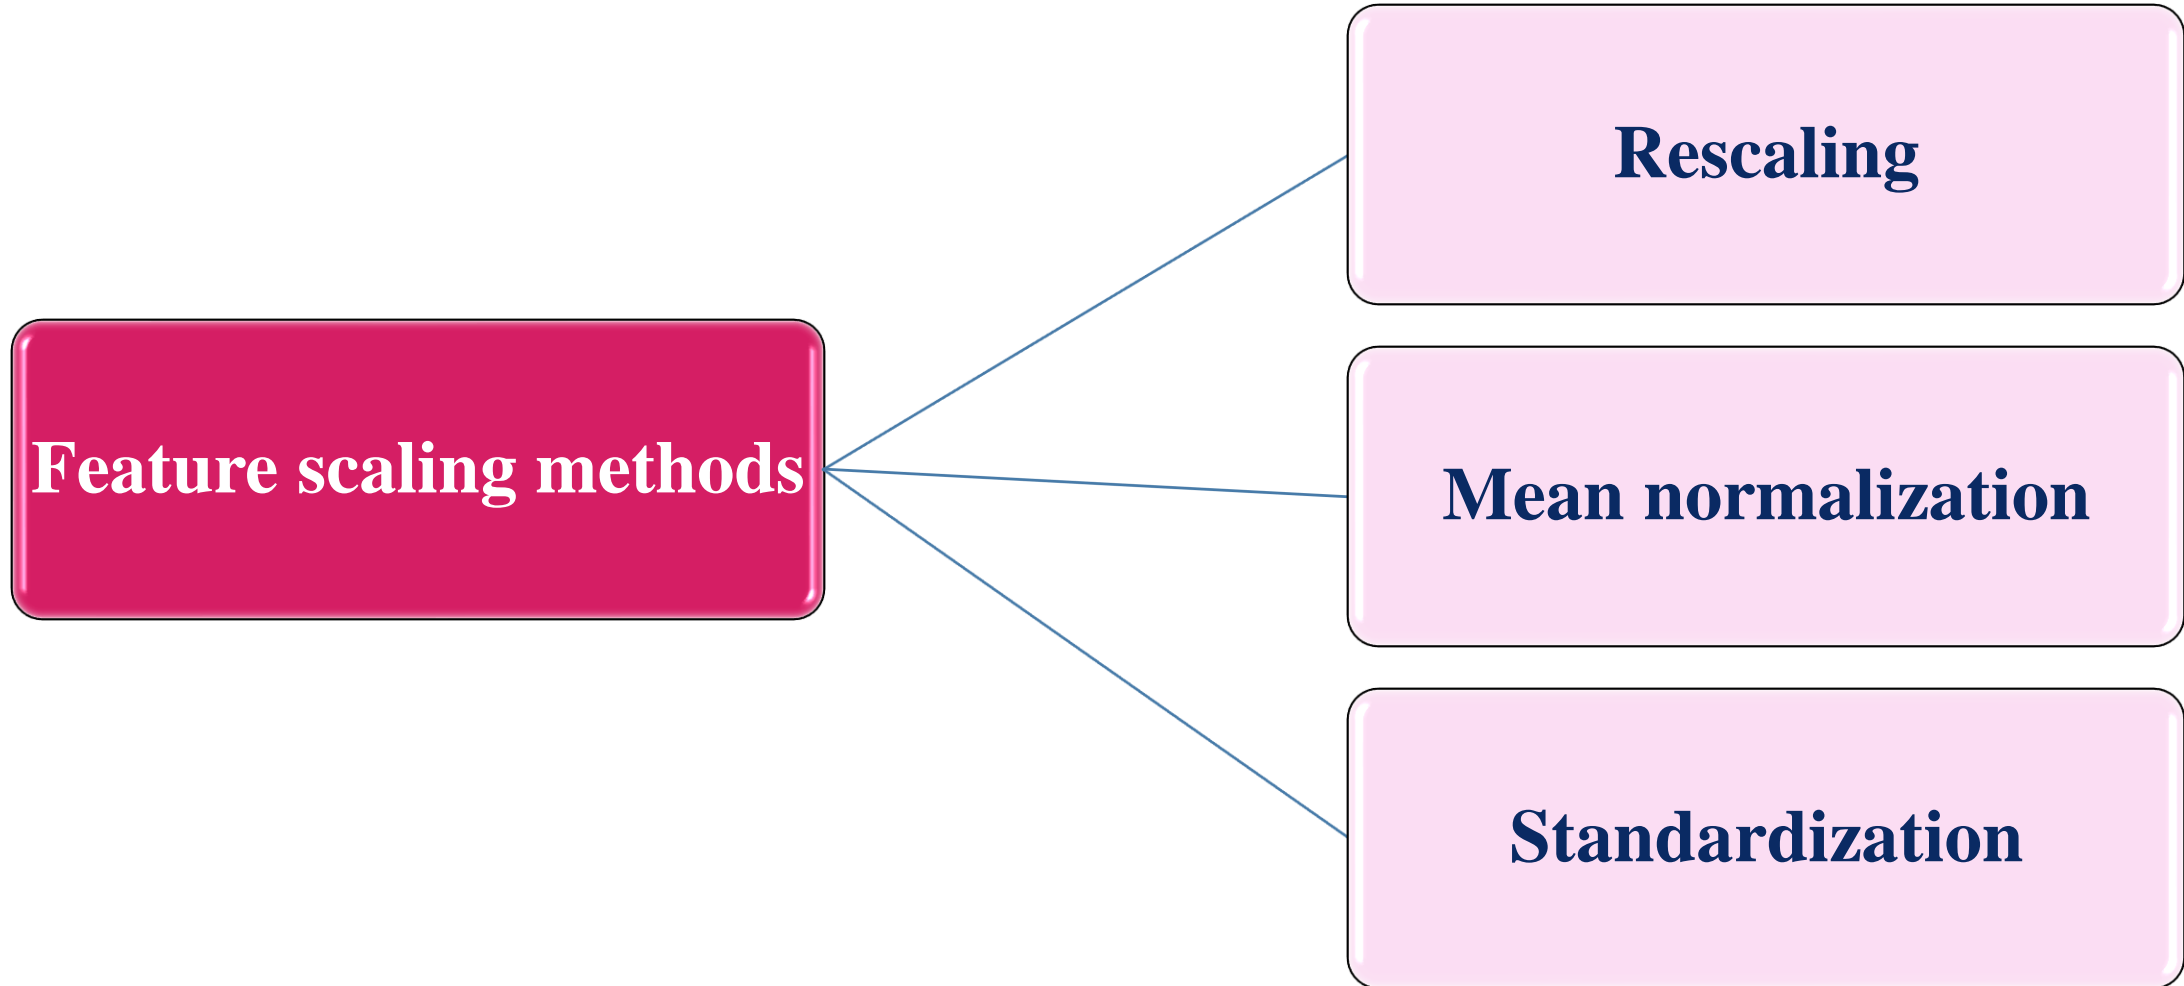 Feature scaling methods
Rescaling
Mean normalization
Standardization